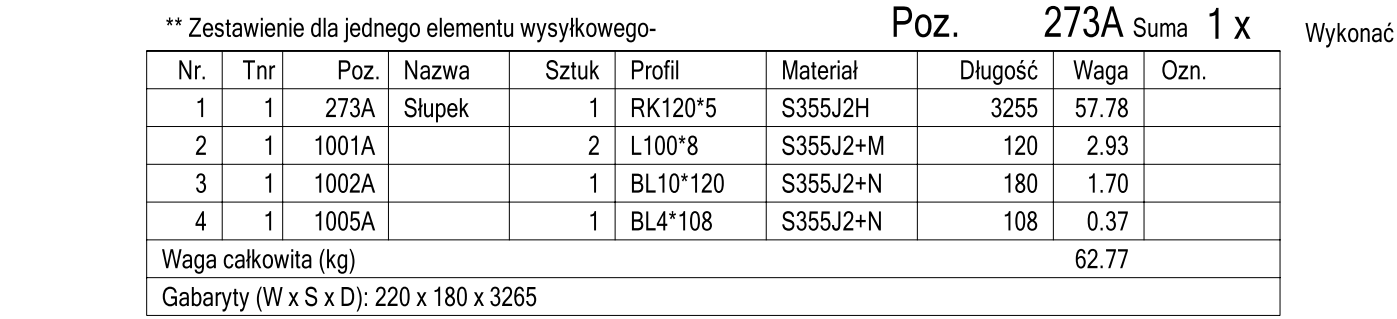 ** Zestawienie dla jednego elementu wysyłkowego- Poz. 273A Suma 1 x Wykonać
Nr. Tnr Poz. Nazwa Sztuk Profil Materiał Długość Waga Ozn.
1 1 273A Słupek 1 RK120*5 S355J2H 3255 57.78
2 1 1001A 2 L100*8 S355J2+M 120 2.93
3 1 1002A 1 BL10*120 S355J2+N 180 1.70
4 1 1005A 1 BL4*108 S355J2+N 108 0.37
Waga całkowita (kg) 62.77
Gabaryty (W x S x D): 220 x 180 x 3265